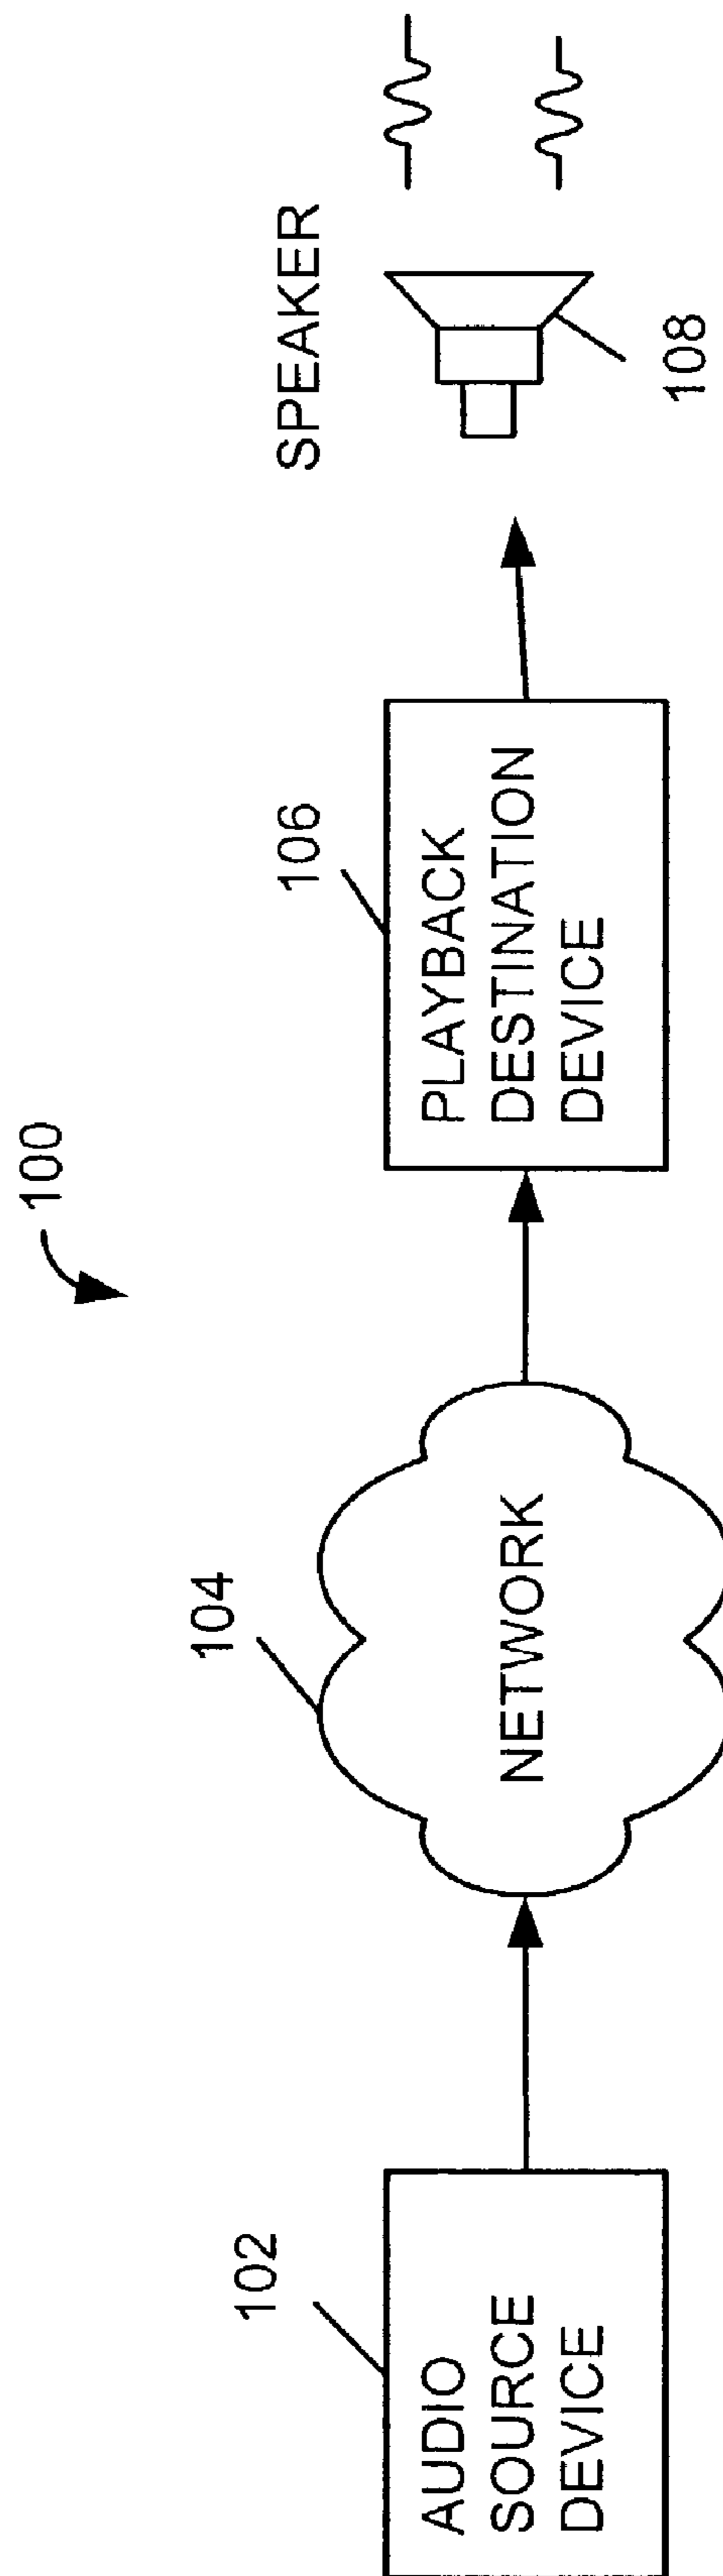 100
102
AUDIO
SOURCE
DEVICE
104
NETWORK
106
PLAYBACK
DESTINATION
DEVICE
SPEAKER
108